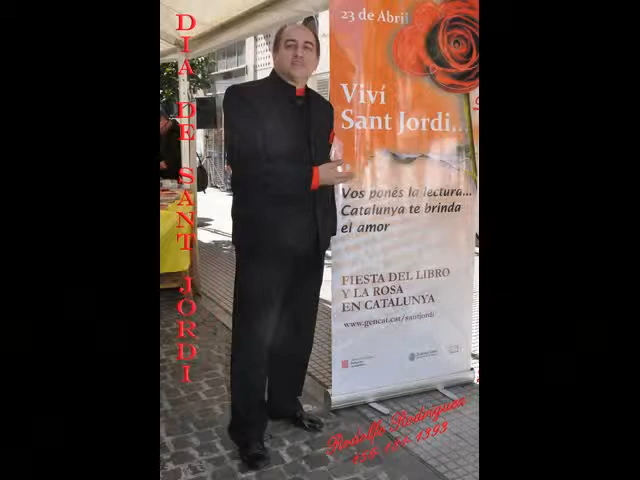 DIA DE SANT JORDI
23 de Abril
Viví
Sant Jordi...
Vos ponés la lectura...
Catalunya te brinda
el amor
FIESTA DEL LIBRO
Y LA ROSA
EN CATALUNYA
www.gencat.cat/santjordi
Rodolfo Rodriguez